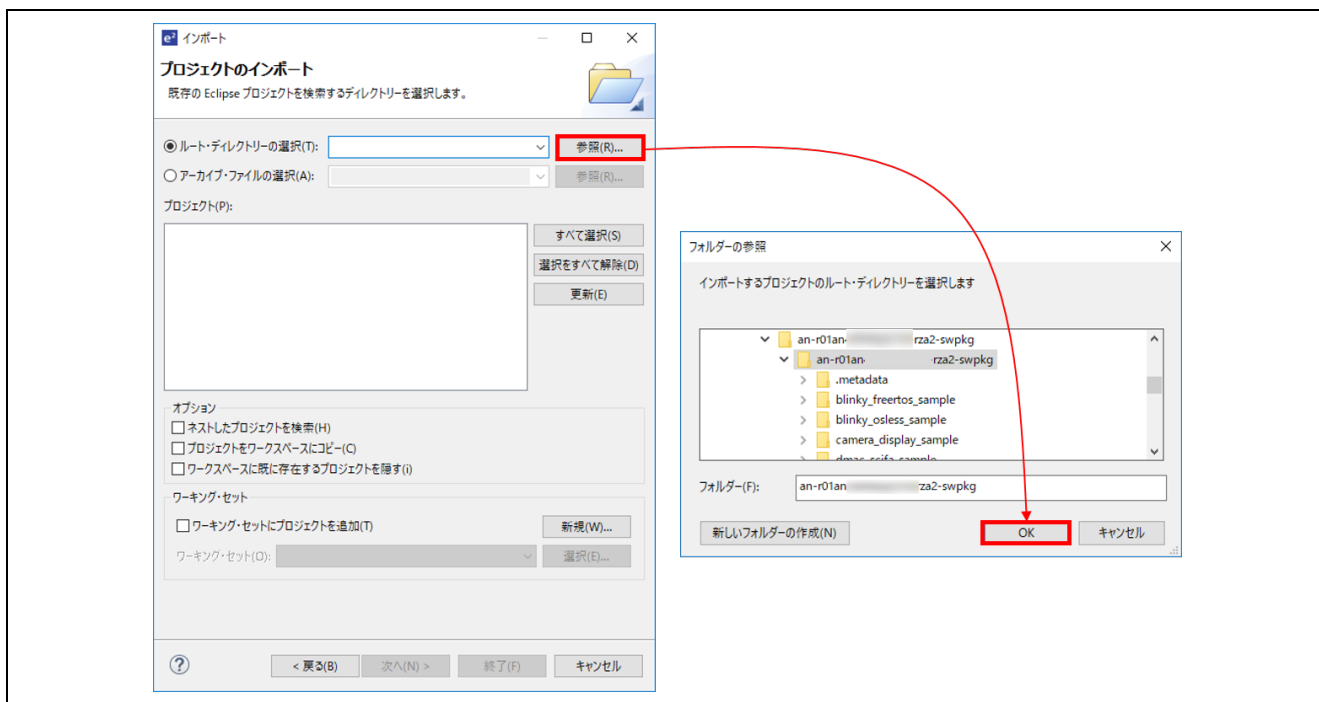 e² インポート
プロジェクトのインポート
既存の Eclipse プロジェクトを検索するディレクトリーを選択します。
ルート・ディレクトリーの選択(T):
参照(R)...
アーカイブ・ファイルの選択(A):
参照(R)...
プロジェクト(P):
すべて選択(S)
選択をすべて解除(D)
更新(E)
オプション
ネストしたプロジェクトを検索(H)
プロジェクトをワークスペースにコピー(C)
ワークスペースに既に存在するプロジェクトを隠す(i)
ワーキング・セット
ワーキング・セットにプロジェクトを追加(T)
新規(W)...
ワーキング・セット(O):
選択(E)...
?
< 戻る(B)
次へ(N) >
終了(F)
キャンセル
フォルダーの参照
インポートするプロジェクトのルート・ディレクトリーを選択します
an-r01an rza2-swpkg
an-r01an rza2-swpkg
.metadata
blinky_freertos_sample
blinky_osless_sample
camera_display_sample
dmac_scifa_sample
フォルダー(F):
an-r01an za2-swpkg
新しいフォルダーの作成(N)
OK
キャンセル